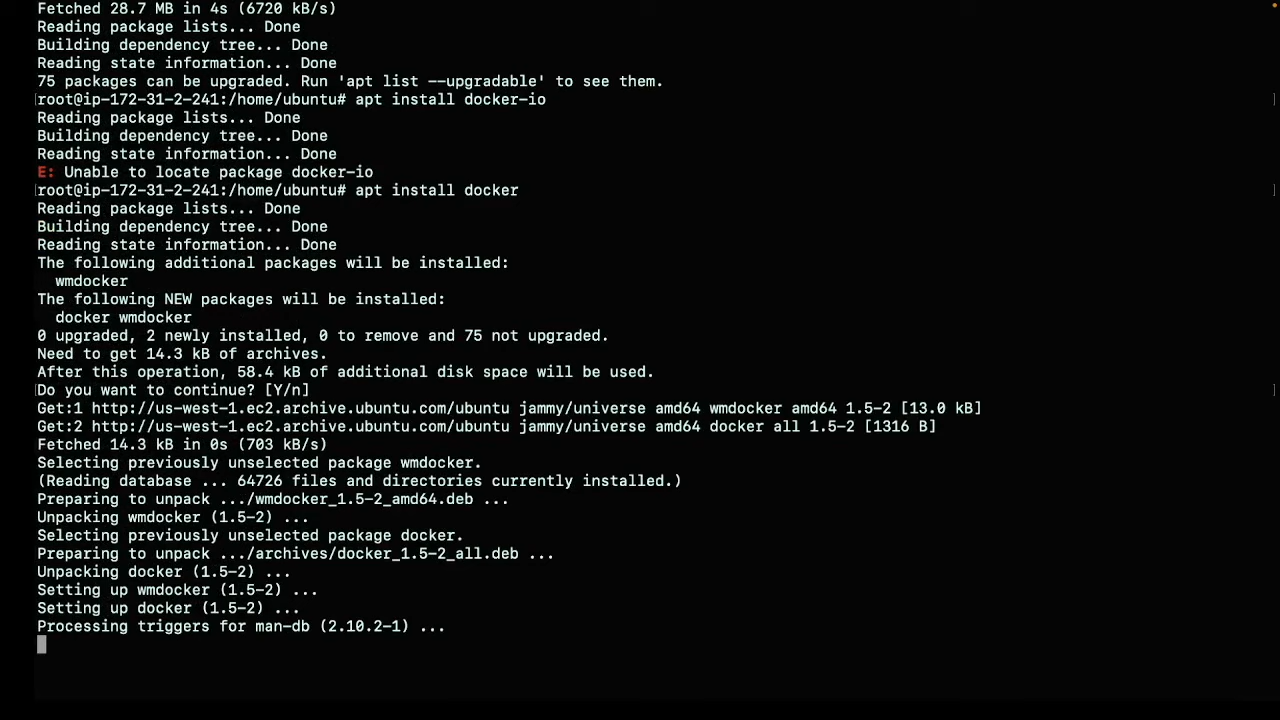 Fetched 28.7 MB in 4s (6720 kB/s)
Reading package lists... Done
Building dependency tree... Done
Reading state information... Done
75 packages can be upgraded. Run 'apt list --upgradable' to see them.
[root@ip-172-31-2-241:/home/ubuntu# apt install docker-io ]
Reading package lists... Done
Building dependency tree... Done
Reading state information... Done
E: Unable to locate package docker-io
[root@ip-172-31-2-241:/home/ubuntu# apt install docker ]
Reading package lists... Done
Building dependency tree... Done
Reading state information... Done
The following additional packages will be installed:
  wmdocker
The following NEW packages will be installed:
  docker wmdocker
0 upgraded, 2 newly installed, 0 to remove and 75 not upgraded.
Need to get 14.3 kB of archives.
After this operation, 58.4 kB of additional disk space will be used.
[Do you want to continue? [Y/n] ]
Get:1 http://us-west-1.ec2.archive.ubuntu.com/ubuntu jammy/universe amd64 wmdocker amd64 1.5-2 [13.0 kB]
Get:2 http://us-west-1.ec2.archive.ubuntu.com/ubuntu jammy/universe amd64 docker all 1.5-2 [1316 B]
Fetched 14.3 kB in 0s (703 kB/s)
Selecting previously unselected package wmdocker.
(Reading database ... 64726 files and directories currently installed.)
Preparing to unpack .../wmdocker_1.5-2_amd64.deb ...
Unpacking wmdocker (1.5-2) ...
Selecting previously unselected package docker.
Preparing to unpack .../archives/docker_1.5-2_all.deb ...
Unpacking docker (1.5-2) ...
Setting up wmdocker (1.5-2) ...
Setting up docker (1.5-2) ...
Processing triggers for man-db (2.10.2-1) ...